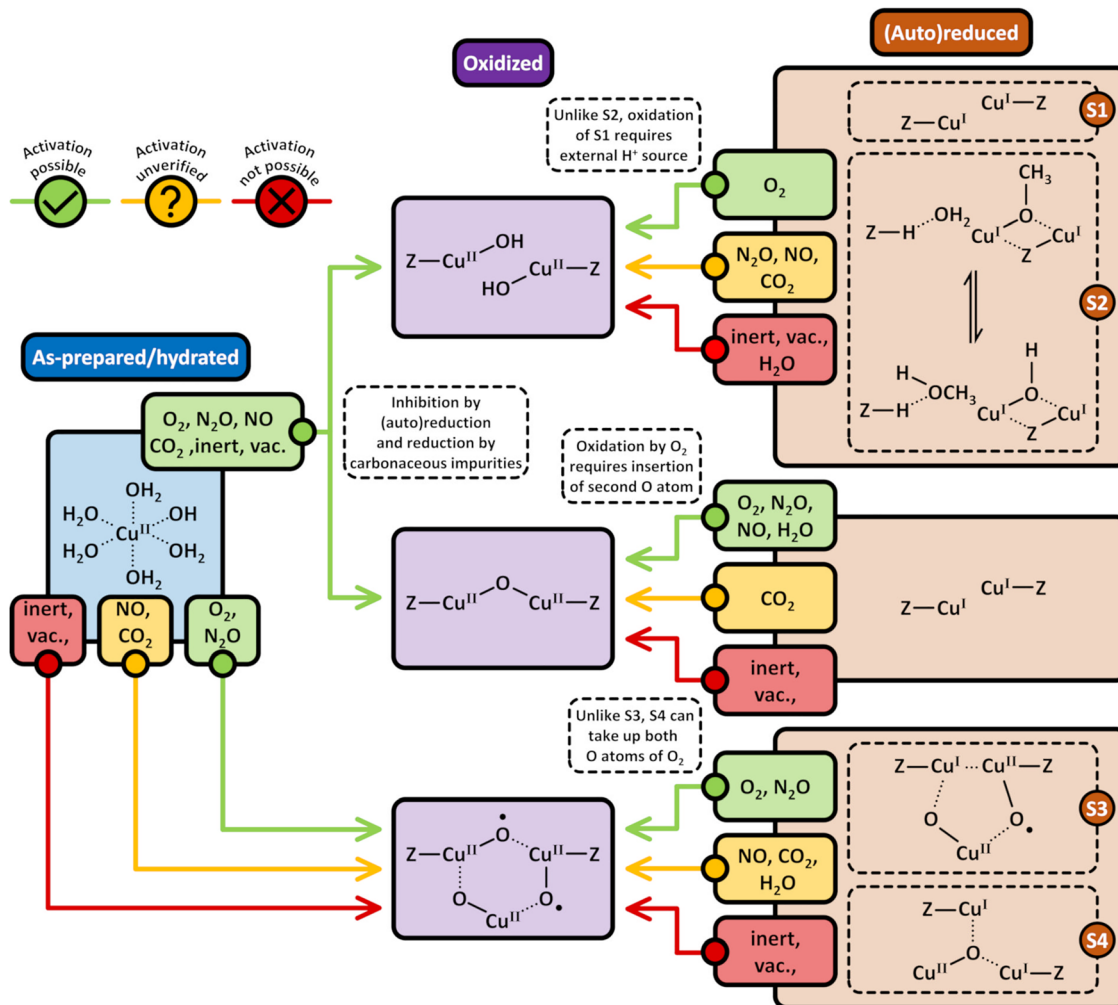 (Auto)reduced
Oxidized
Activation possible
Activation unverified
Activation not possible
As-prepared/hydrated
O₂, N₂O, NO
CO₂ ,inert, vac.
OH₂
H₂O OH
Cuᴵᴵ
H₂O OH₂
OH₂
inert,
vac.,
NO,
CO₂
O₂,
N₂O
Inhibition by
(auto)reduction
and reduction by
carbonaceous impurities
Unlike S2, oxidation
of S1 requires
external H⁺ source
Z—Cuᴵᴵ OH
HO Cuᴵᴵ—Z
O₂
N₂O, NO,
CO₂
inert, vac.,
H₂O
Cuᴵ—Z
Z—Cuᴵ
S1
CH₃
OH₂ O
Z—H Cuᴵ Cuᴵ
Z
S2
H
H
OCH₃ O
Z—H Cuᴵ Cuᴵ
Z
Oxidation by O₂
requires insertion
of second O atom
O
Z—Cuᴵᴵ Cuᴵᴵ—Z
O₂, N₂O,
NO, H₂O
CO₂
inert,
vac.,
Cuᴵ—Z
Z—Cuᴵ
Unlike S3, S4 can
take up both
O atoms of O₂
O•
Z—Cuᴵᴵ Cuᴵᴵ—Z
O O•
Cuᴵᴵ
O₂, N₂O
NO, CO₂,
H₂O
inert,
vac.,
Z—Cuᴵ Cuᴵᴵ—Z
O O•
Cuᴵᴵ
S3
Z—Cuᴵ
O
Cuᴵᴵ Cuᴵ—Z
S4